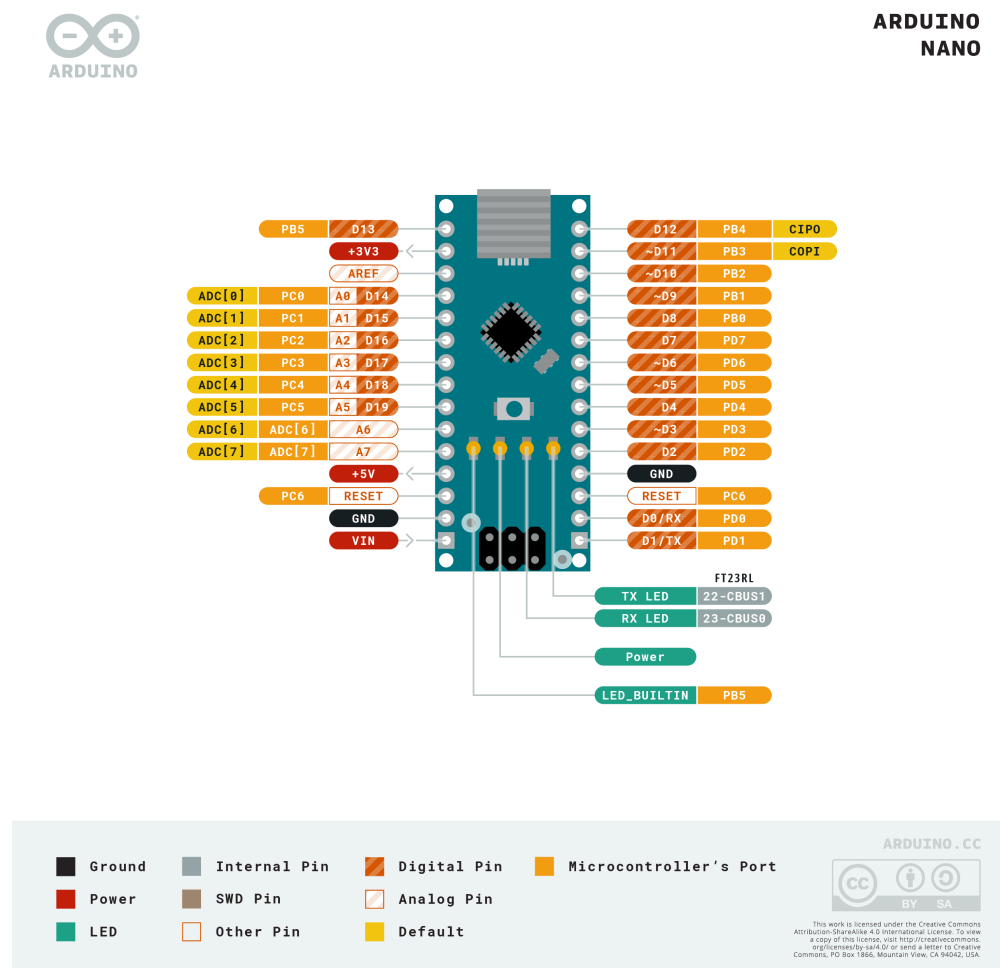 ARDUINO
ARDUINO
NANO
PB5 D13
+3V3
AREF
ADC[0] PC0 A0 D14
ADC[1] PC1 A1 D15
ADC[2] PC2 A2 D16
ADC[3] PC3 A3 D17
ADC[4] PC4 A4 D18
ADC[5] PC5 A5 D19
ADC[6] ADC[6] A6
ADC[7] ADC[7] A7
+5V
PC6 RESET
GND
VIN
D12 PB4 CIPO
~D11 PB3 COPI
~D10 PB2
~D9 PB1
D8 PB0
D7 PD7
~D6 PD6
~D5 PD5
D4 PD4
~D3 PD3
D2 PD2
GND
RESET PC6
D0/RX PD0
D1/TX PD1
FT23RL
TX LED 22-CBUS1
RX LED 23-CBUS0
Power
LED_BUILTIN PB5
Ground
Power
LED
Internal Pin
SWD Pin
Other Pin
Digital Pin
Analog Pin
Default
Microcontroller's Port
ARDUINO.CC
cc
BY SA
This work is licensed under the Creative Commons
Attribution-ShareAlike 4.0 International License. To view
a copy of this license, visit http://creativecommons.
org/licenses/by-sa/4.0/ or send a letter to Creative
Commons, PO Box 1866, Mountain View, CA 94042, USA.